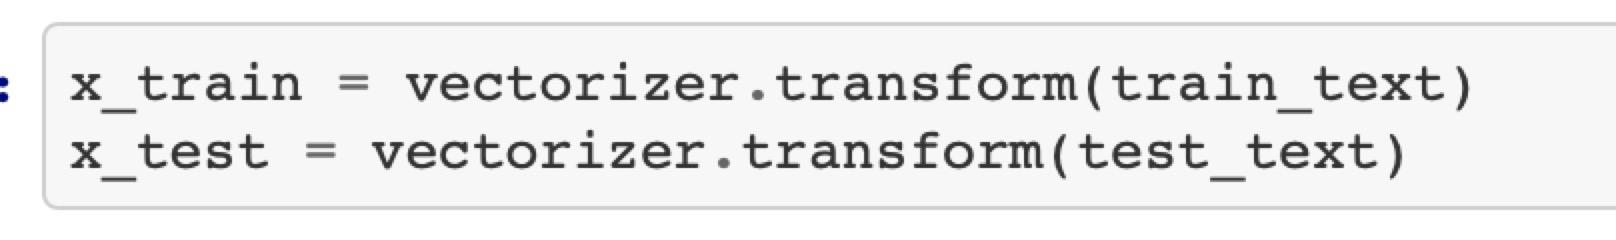 :
x_train = vectorizer.transform(train_text)
x_test = vectorizer.transform(test_text)